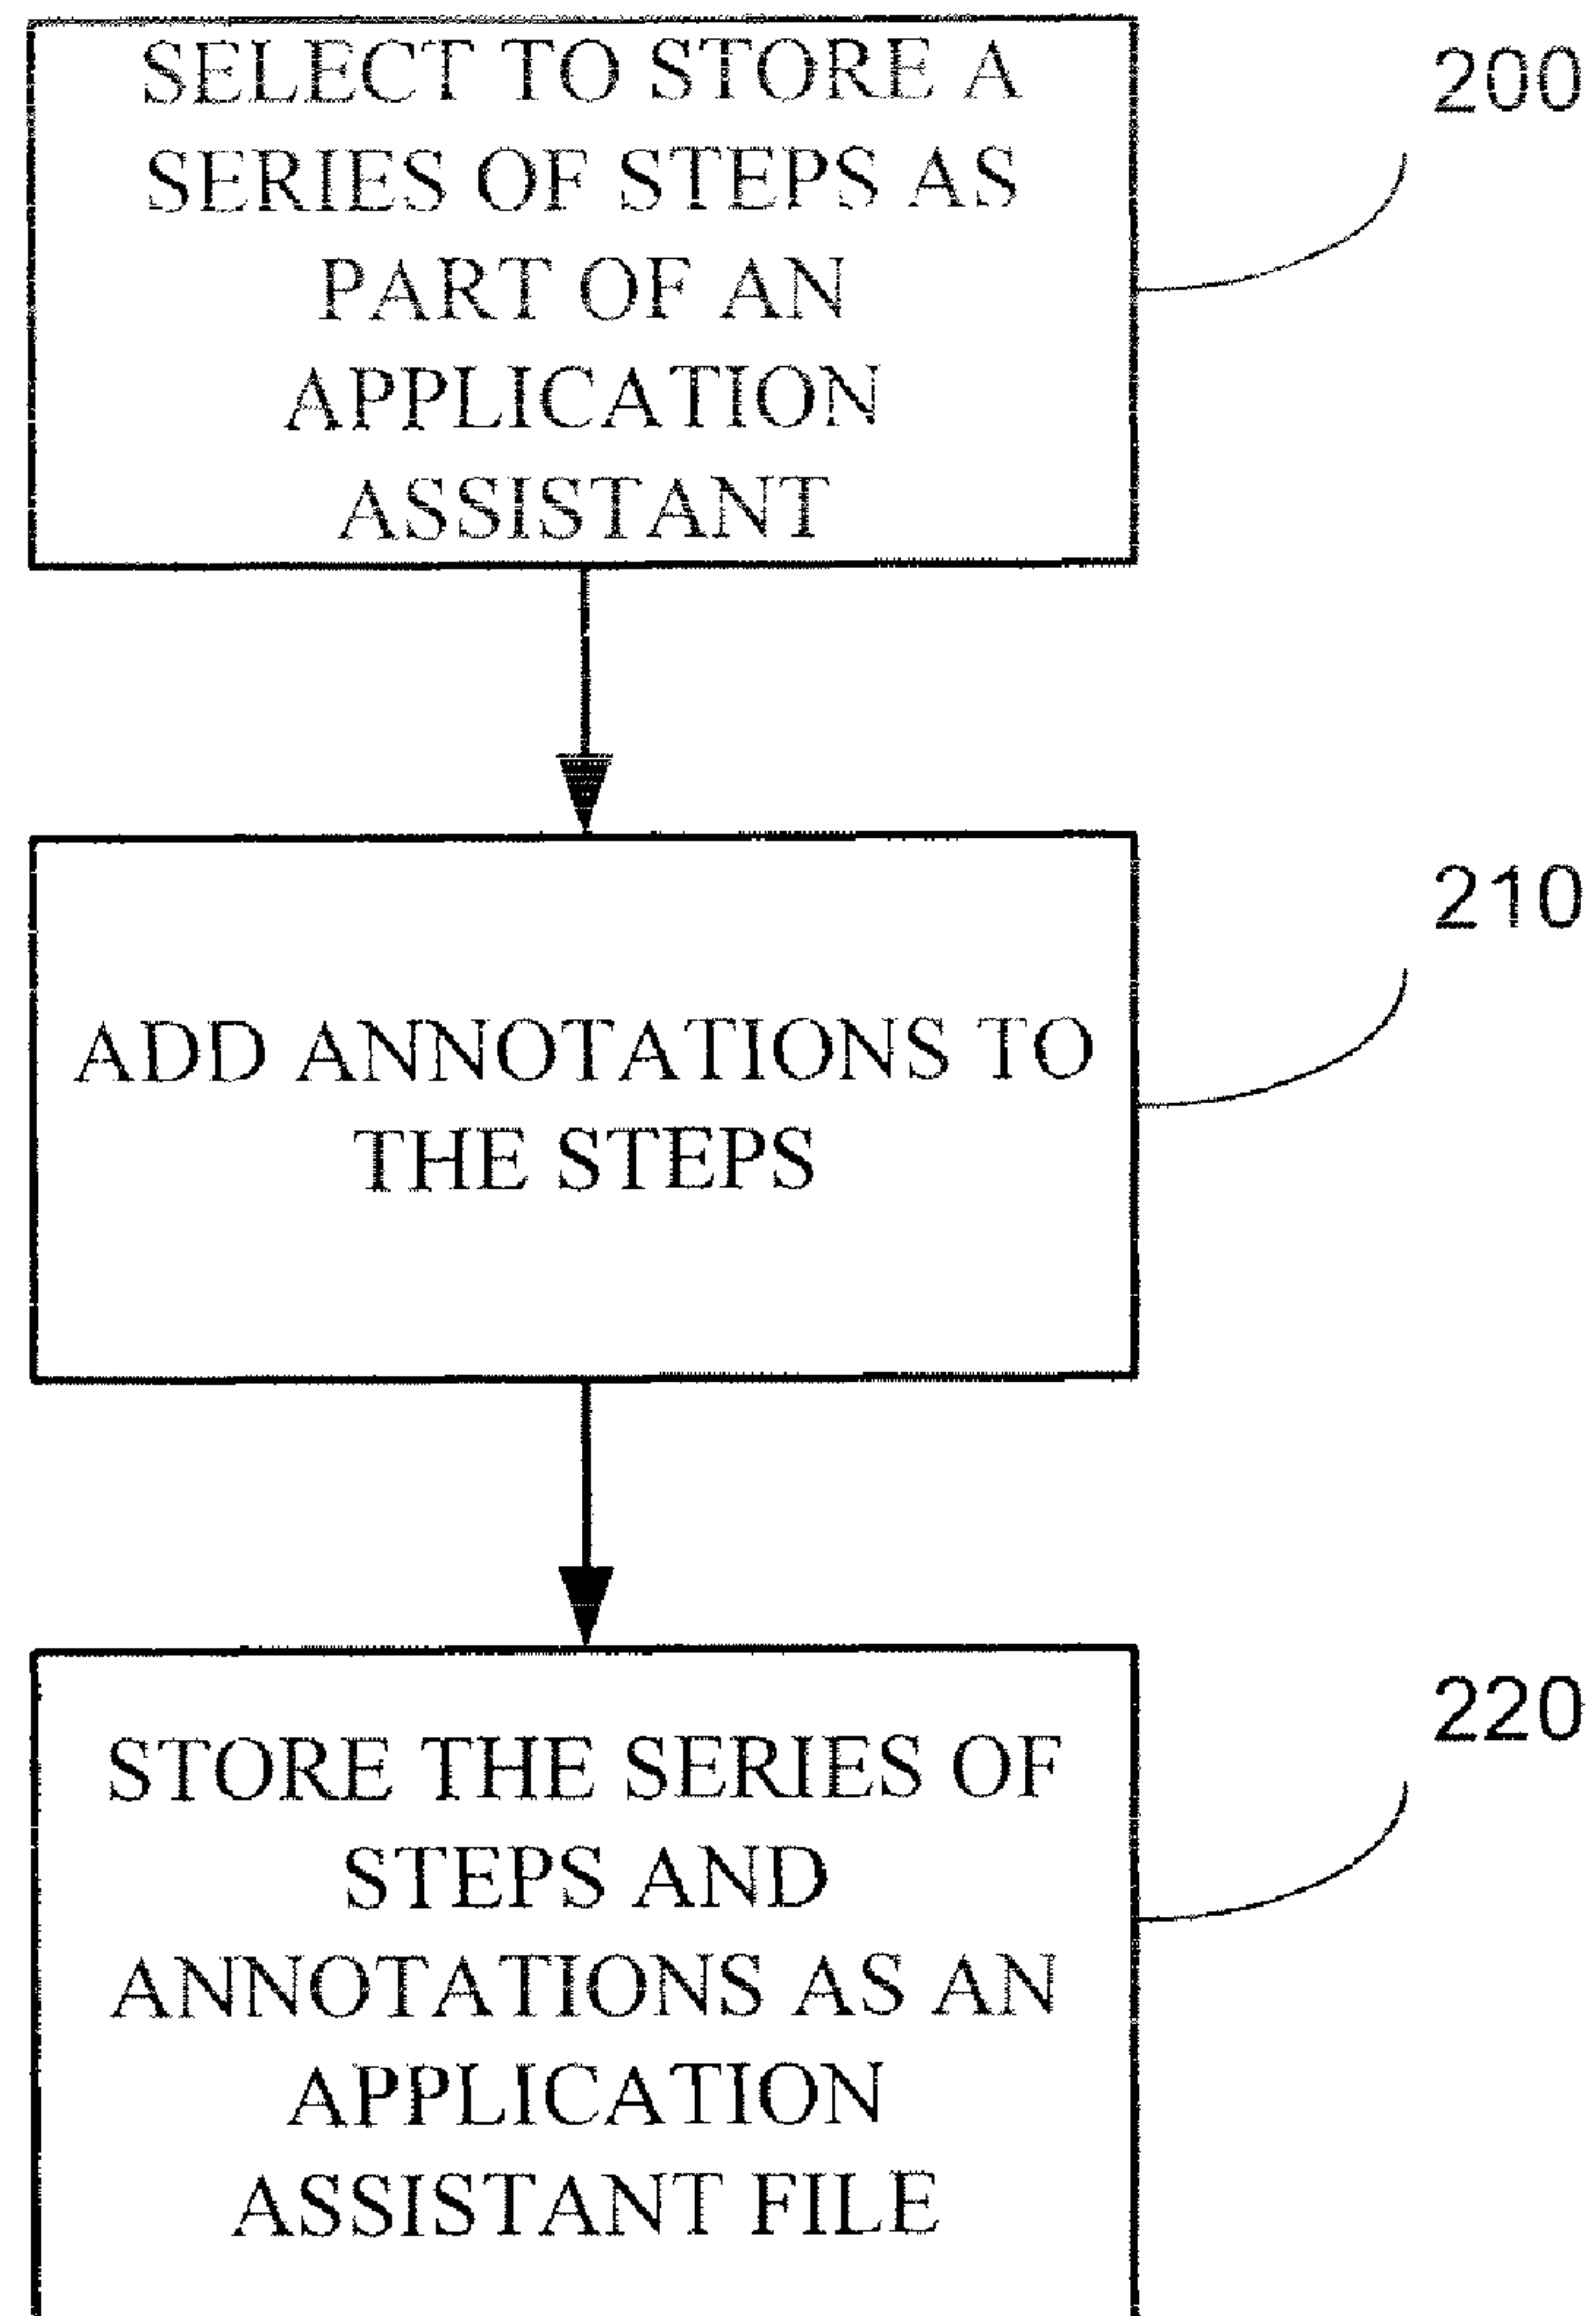 SELECT TO STORE A
SERIES OF STEPS AS
PART OF AN
APPLICATION
ASSISTANT
200
ADD ANNOTATIONS TO
THE STEPS
210
STORE THE SERIES OF
STEPS AND
ANNOTATIONS AS AN
APPLICATION
ASSISTANT FILE
220